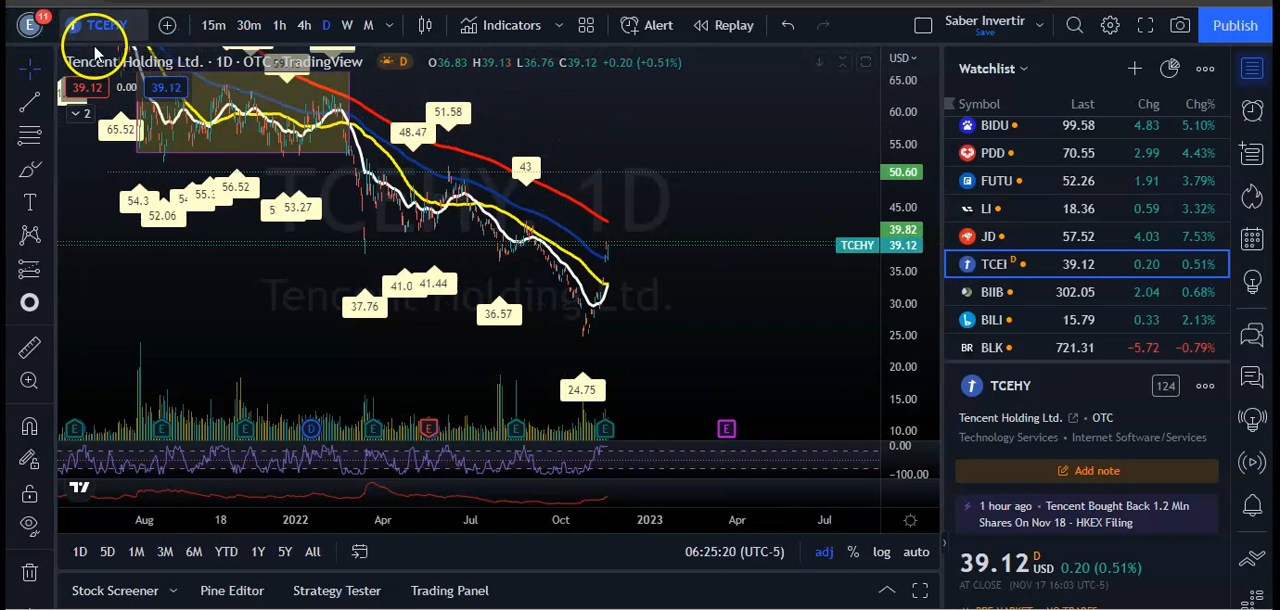 E 11 TCEHY 15m 30m 1h 4h D W M Indicators Alert Replay Saber Invertir Save Publish
Tencent Holding Ltd. · 1D · OTC · TradingView D O36.83 H39.13 L36.76 C39.12 +0.20 (+0.51%) USD
39.12 0.00 39.12
2
65.00
60.00
55.00
50.60
45.00
39.82
TCEHY 39.12
35.00
30.00
25.00
20.00
15.00
10.00
0.00
-100.00
TCEHY 1D
Tencent Holding Ltd.
65.52
54.3
52.06
55.3
56.52
53.27
48.47
51.58
43
37.76
41.0
41.44
36.57
24.75
E E E D E E E E E
Aug 18 2022 Apr Jul Oct 2023 Apr Jul
1D 5D 1M 3M 6M YTD 1Y 5Y All 06:25:20 (UTC-5) adj % log auto
Stock Screener Pine Editor Strategy Tester Trading Panel
Watchlist
Symbol Last Chg Chg%
BIDU 99.58 4.83 5.10%
PDD 70.55 2.99 4.43%
FUTU 52.26 1.91 3.79%
LI 18.36 0.59 3.32%
JD 57.52 4.03 7.53%
TCEI D 39.12 0.20 0.51%
BIIB 302.05 2.04 0.68%
BILI 15.79 0.33 2.13%
BR BLK 721.31 −5.72 −0.79%
TCEHY 124
Tencent Holding Ltd. • OTC
Technology Services • Internet Software/Services
Add note
1 hour ago • Tencent Bought Back 1.2 Mln
Shares On Nov 18 - HKEX Filing
39.12 D USD 0.20 (0.51%)
AT CLOSE (NOV 17 16:03 UTC-5)